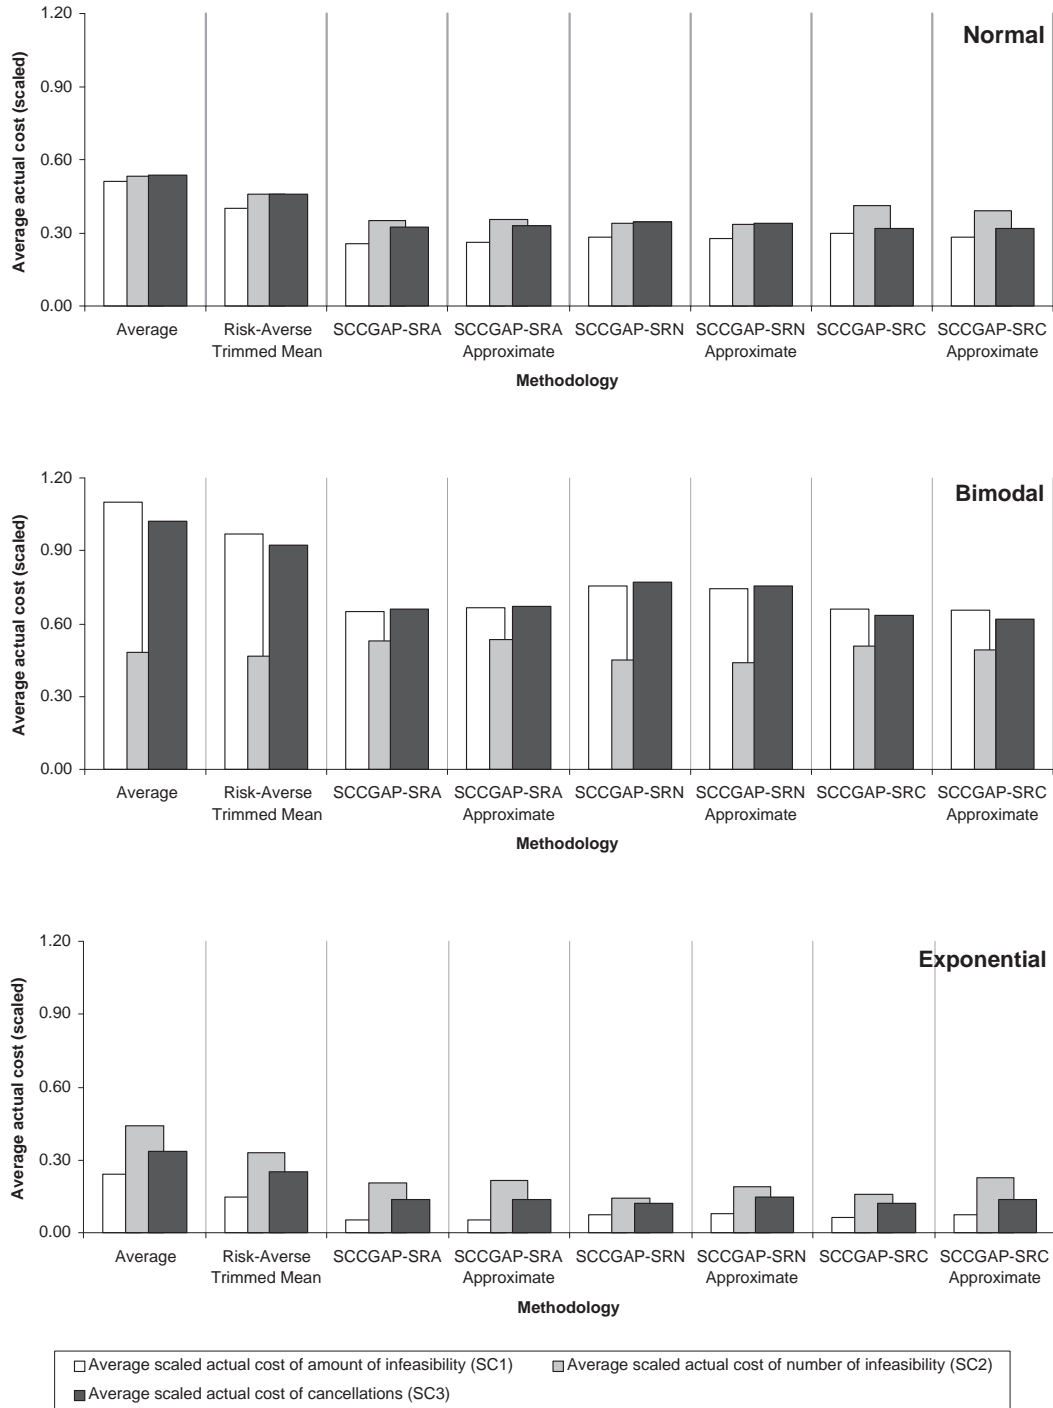 Normal
Average actual cost (scaled)
1.20
0.90
0.60
0.30
0.00
Average
Risk-Averse
Trimmed Mean
SCCGAP-SRA
SCCGAP-SRA
Approximate
SCCGAP-SRN
SCCGAP-SRN
Approximate
SCCGAP-SRC
SCCGAP-SRC
Approximate
Methodology
Bimodal
Average actual cost (scaled)
1.20
0.90
0.60
0.30
0.00
Average
Risk-Averse
Trimmed Mean
SCCGAP-SRA
SCCGAP-SRA
Approximate
SCCGAP-SRN
SCCGAP-SRN
Approximate
SCCGAP-SRC
SCCGAP-SRC
Approximate
Methodology
Exponential
Average actual cost (scaled)
1.20
0.90
0.60
0.30
0.00
Average
Risk-Averse
Trimmed Mean
SCCGAP-SRA
SCCGAP-SRA
Approximate
SCCGAP-SRN
SCCGAP-SRN
Approximate
SCCGAP-SRC
SCCGAP-SRC
Approximate
Methodology
Average scaled actual cost of amount of infeasibility (SC1)
Average scaled actual cost of number of infeasibility (SC2)
Average scaled actual cost of cancellations (SC3)